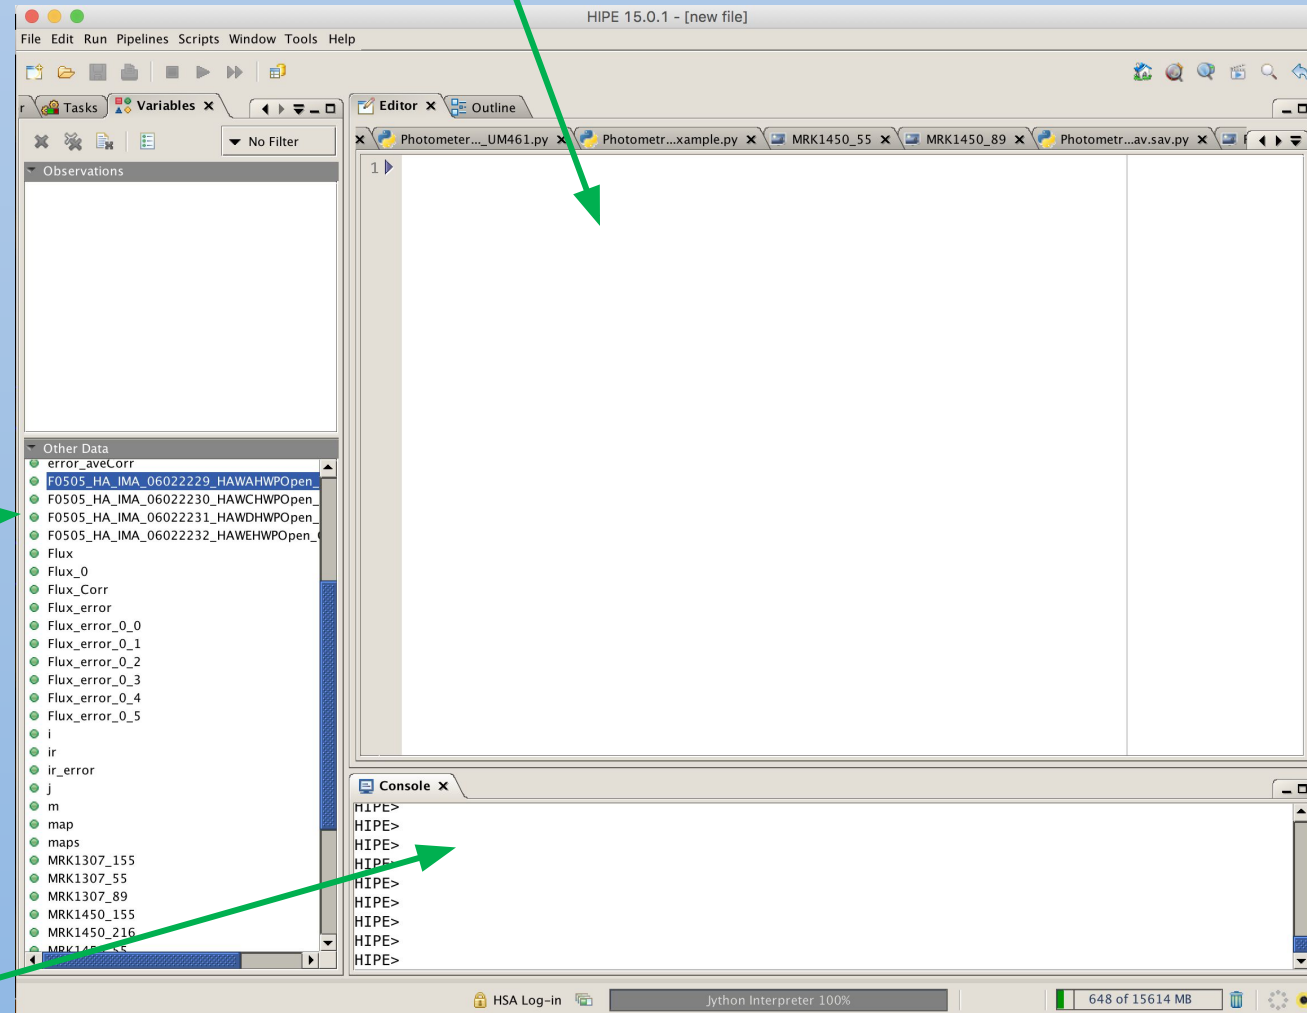 HIPE 15.0.1 - [new file]
File Edit Run Pipelines Scripts Window Tools Help
r Tasks Variables
No Filter
Observations
Other Data
error_aveCorr
F0505_HA_IMA_06022229_HAWAHWPOpen_
F0505_HA_IMA_06022230_HAWCHWPOpen_
F0505_HA_IMA_06022231_HAWDHWPOpen_
F0505_HA_IMA_06022232_HAWEHWPOpen_
Flux
Flux_0
Flux_Corr
Flux_error
Flux_error_0_0
Flux_error_0_1
Flux_error_0_2
Flux_error_0_3
Flux_error_0_4
Flux_error_0_5
i
ir
ir_error
j
m
map
maps
MRK1307_155
MRK1307_55
MRK1307_89
MRK1450_155
MRK1450_216
Editor Outline
Photometer..._UM461.py Photometr...xample.py MRK1450_55 MRK1450_89 Photometr...av.sav.py
1
Console
HIPE>
HIPE>
HIPE>
HIPE>
HIPE>
HIPE>
HIPE>
HIPE>
HIPE>
HSA Log-in Jython Interpreter 100% 648 of 15614 MB